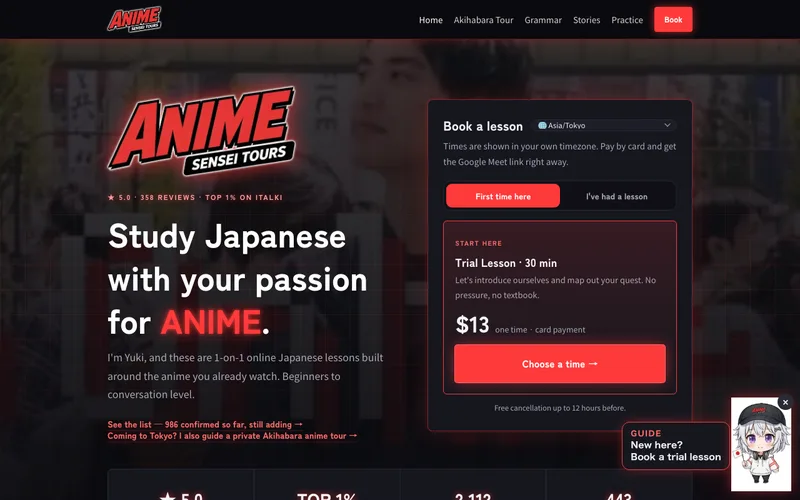 ANIME
SENSEI TOURS
Home
Akihabara Tour
Grammar
Stories
Practice
Book
ANIME
SENSEI TOURS
★ 5.0 · 358 REVIEWS · TOP 1% ON ITALKI
Study Japanese
with your passion
for ANIME.
I'm Yuki, and these are 1-on-1 online Japanese lessons built
around the anime you already watch. Beginners to
conversation level.
See the list — 986 confirmed so far, still adding →
Coming to Tokyo? I also guide a private Akihabara anime tour →
Book a lesson
Asia/Tokyo
Times are shown in your own timezone. Pay by card and get
the Google Meet link right away.
First time here
I've had a lesson
START HERE
Trial Lesson · 30 min
Let's introduce ourselves and map out your quest. No
pressure, no textbook.
$13 one time · card payment
Choose a time →
Free cancellation up to 12 hours before.
GUIDE
New here?
Book a trial lesson
×
★ 5.0
TOP 1%
2,112
443